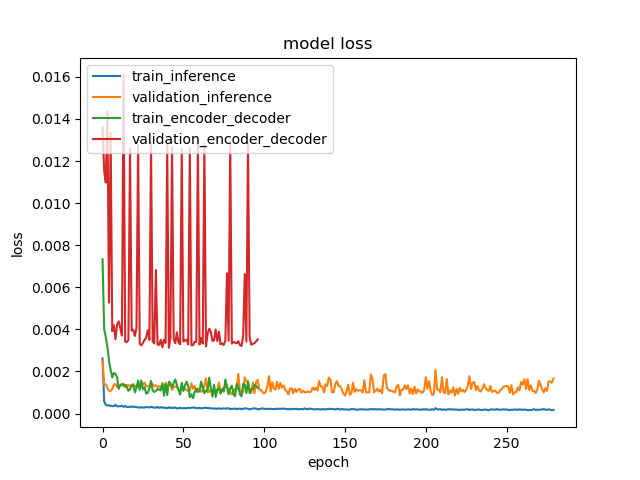 model loss
train_inference
validation_inference
train_encoder_decoder
validation_encoder_decoder
0.016
0.014
0.012
0.010
0.008
0.006
0.004
0.002
0.000
loss
0 50 100 150 200 250
epoch